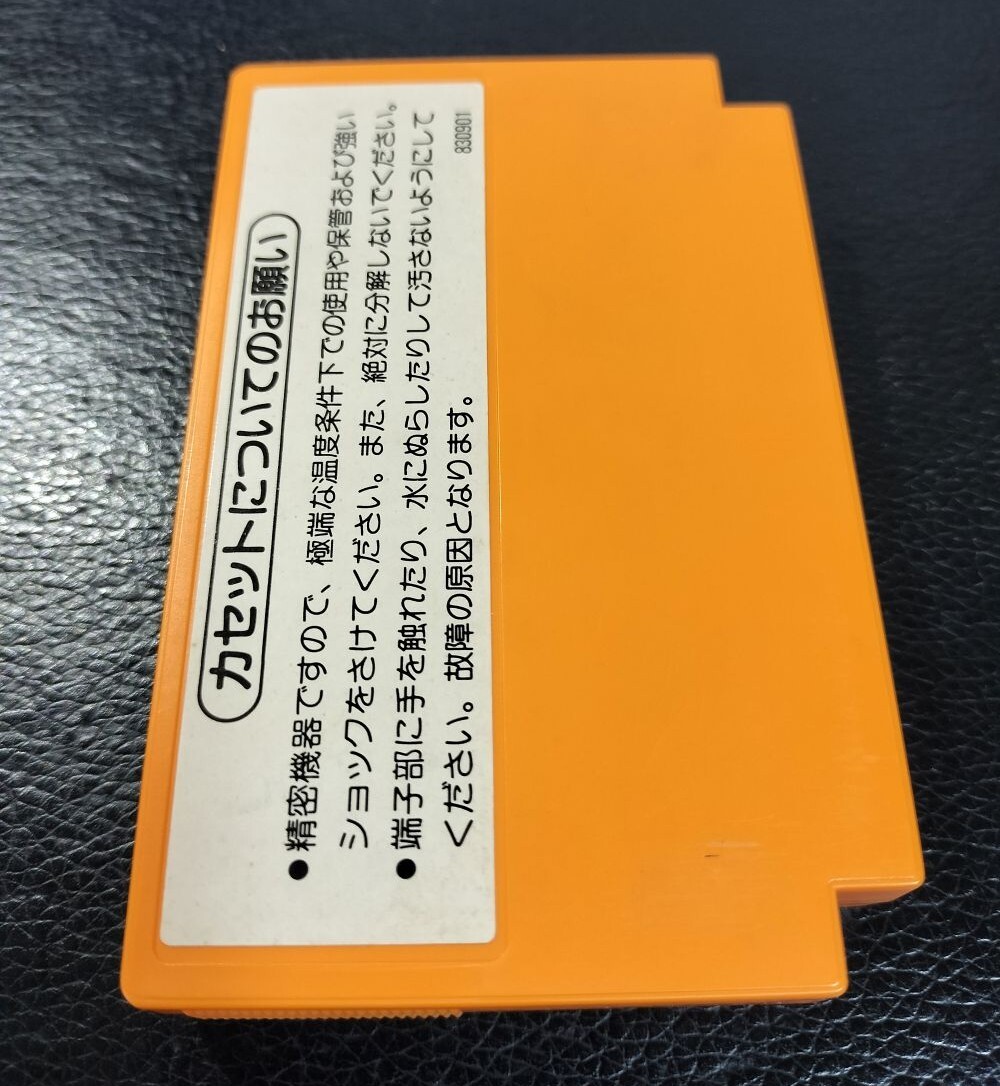 カセットについてのお願い
●精密機器ですので、極端な温度条件下での使用や保管および強い
ショックをさけてください。また、絶対に分解しないでください。
●端子部に手を触れたり、水にぬらしたりして汚さないようにして
ください。故障の原因となります。
830901